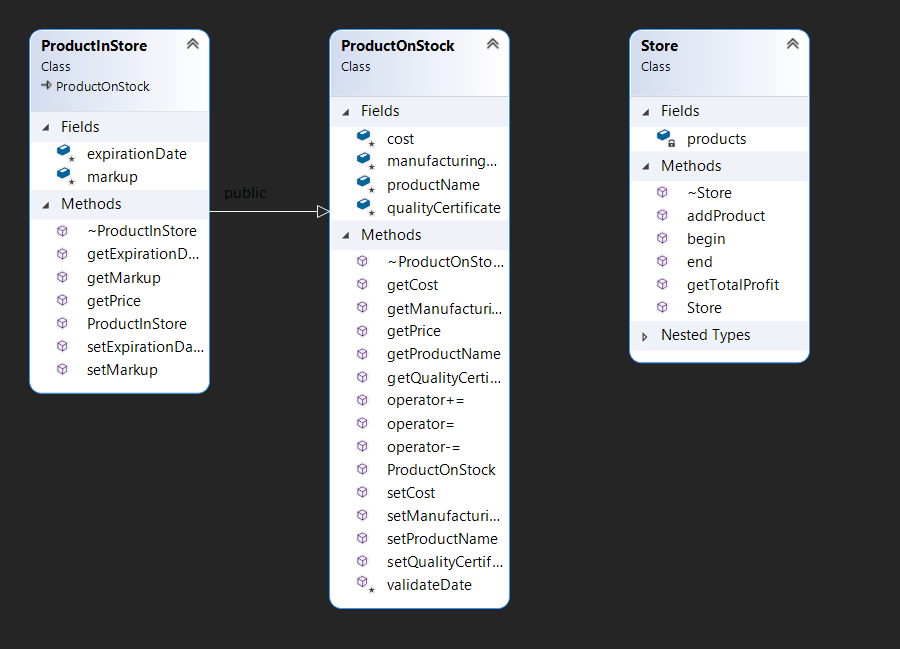 ProductInStore
Class
ProductOnStock
Fields
expirationDate
markup
Methods
~ProductInStore
getExpirationD...
getMarkup
getPrice
ProductInStore
setExpirationDa...
setMarkup
public
ProductOnStock
Class
Fields
cost
manufacturing...
productName
qualityCertificate
Methods
~ProductOnSto...
getCost
getManufacturi...
getPrice
getProductName
getQualityCerti...
operator+=
operator=
operator-=
ProductOnStock
setCost
setManufacturi...
setProductName
setQualityCertif...
validateDate
Store
Class
Fields
products
Methods
~Store
addProduct
begin
end
getTotalProfit
Store
Nested Types